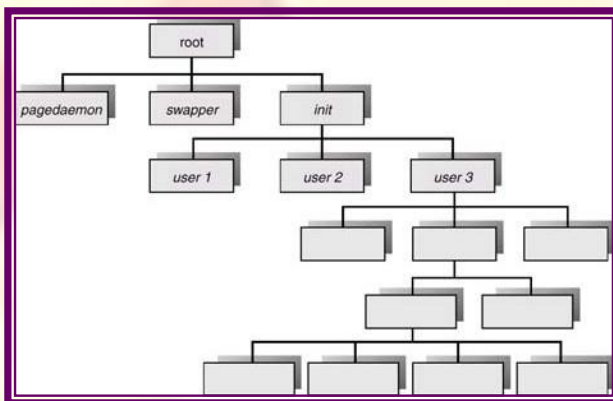 root
pagedaemon swapper init
user 1 user 2 user 3